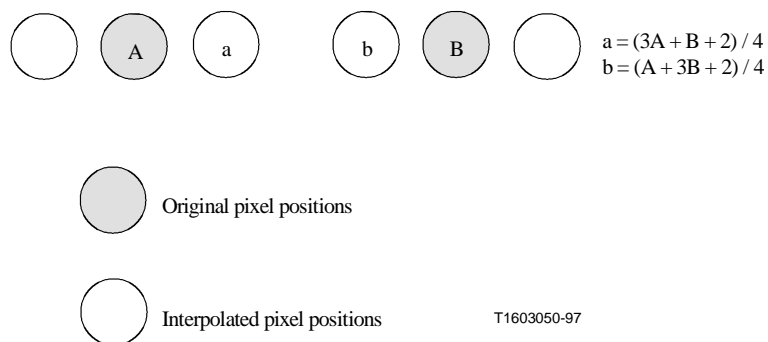 A a b B a = (3A + B + 2) / 4
b = (A + 3B + 2) / 4
Original pixel positions
Interpolated pixel positions T1603050-97